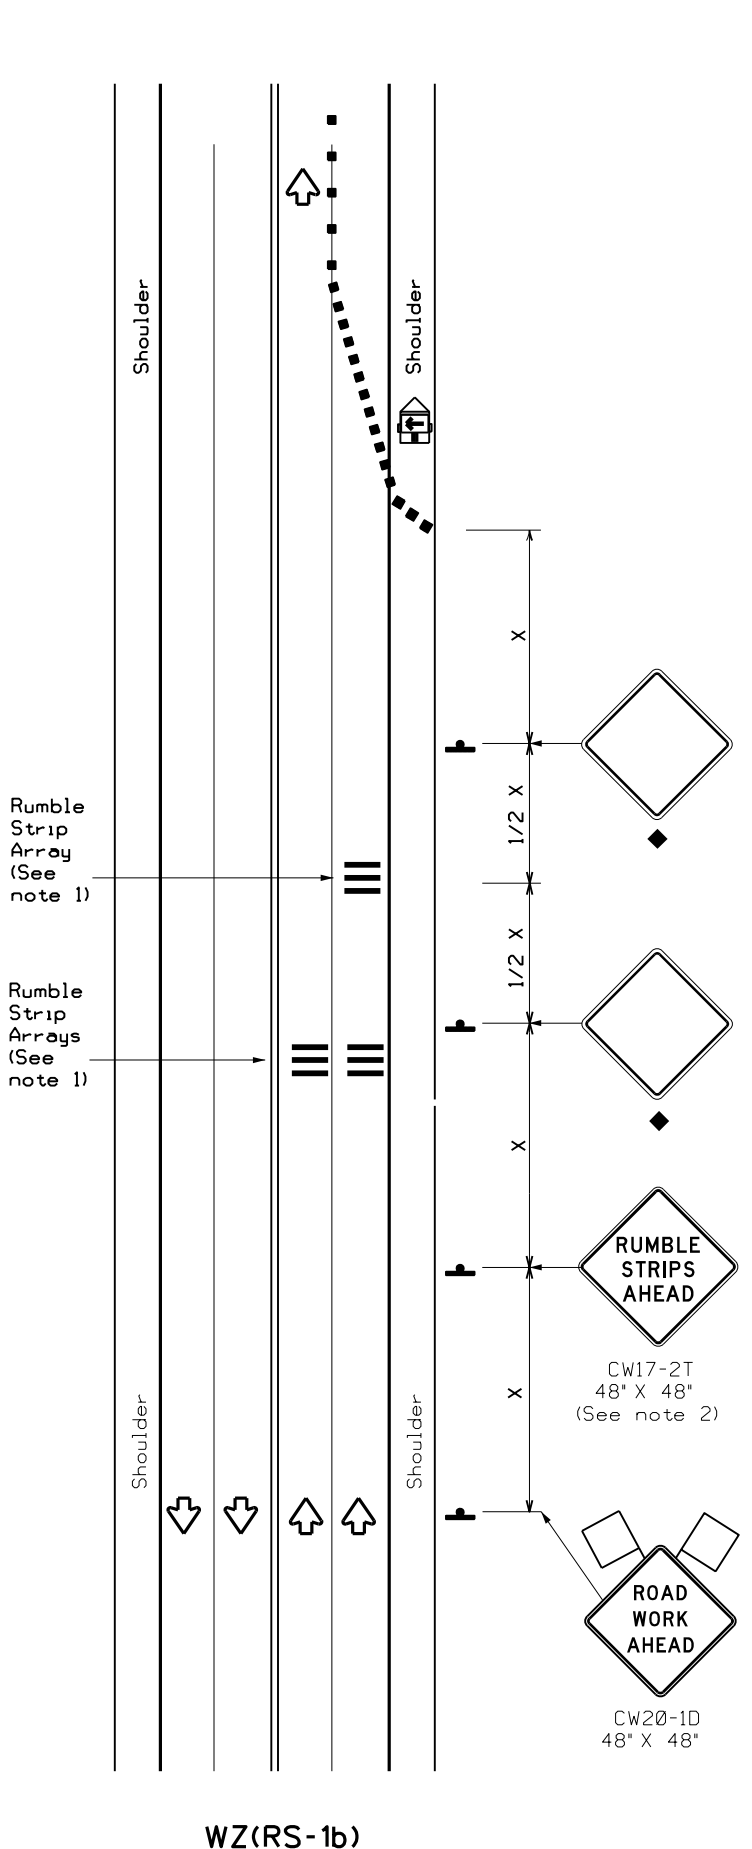 Shoulder
Shoulder
X
1/2 X
Rumble
Strip
Array
(See
note 1)
1/2 X
Rumble
Strip
Arrays
(See
note 1)
X
RUMBLE
STRIPS
AHEAD
CW17-2T
48" X 48"
(See note 2)
X
Shoulder
Shoulder
ROAD
WORK
AHEAD
CW20-1D
48" X 48"
WZ(RS-1b)